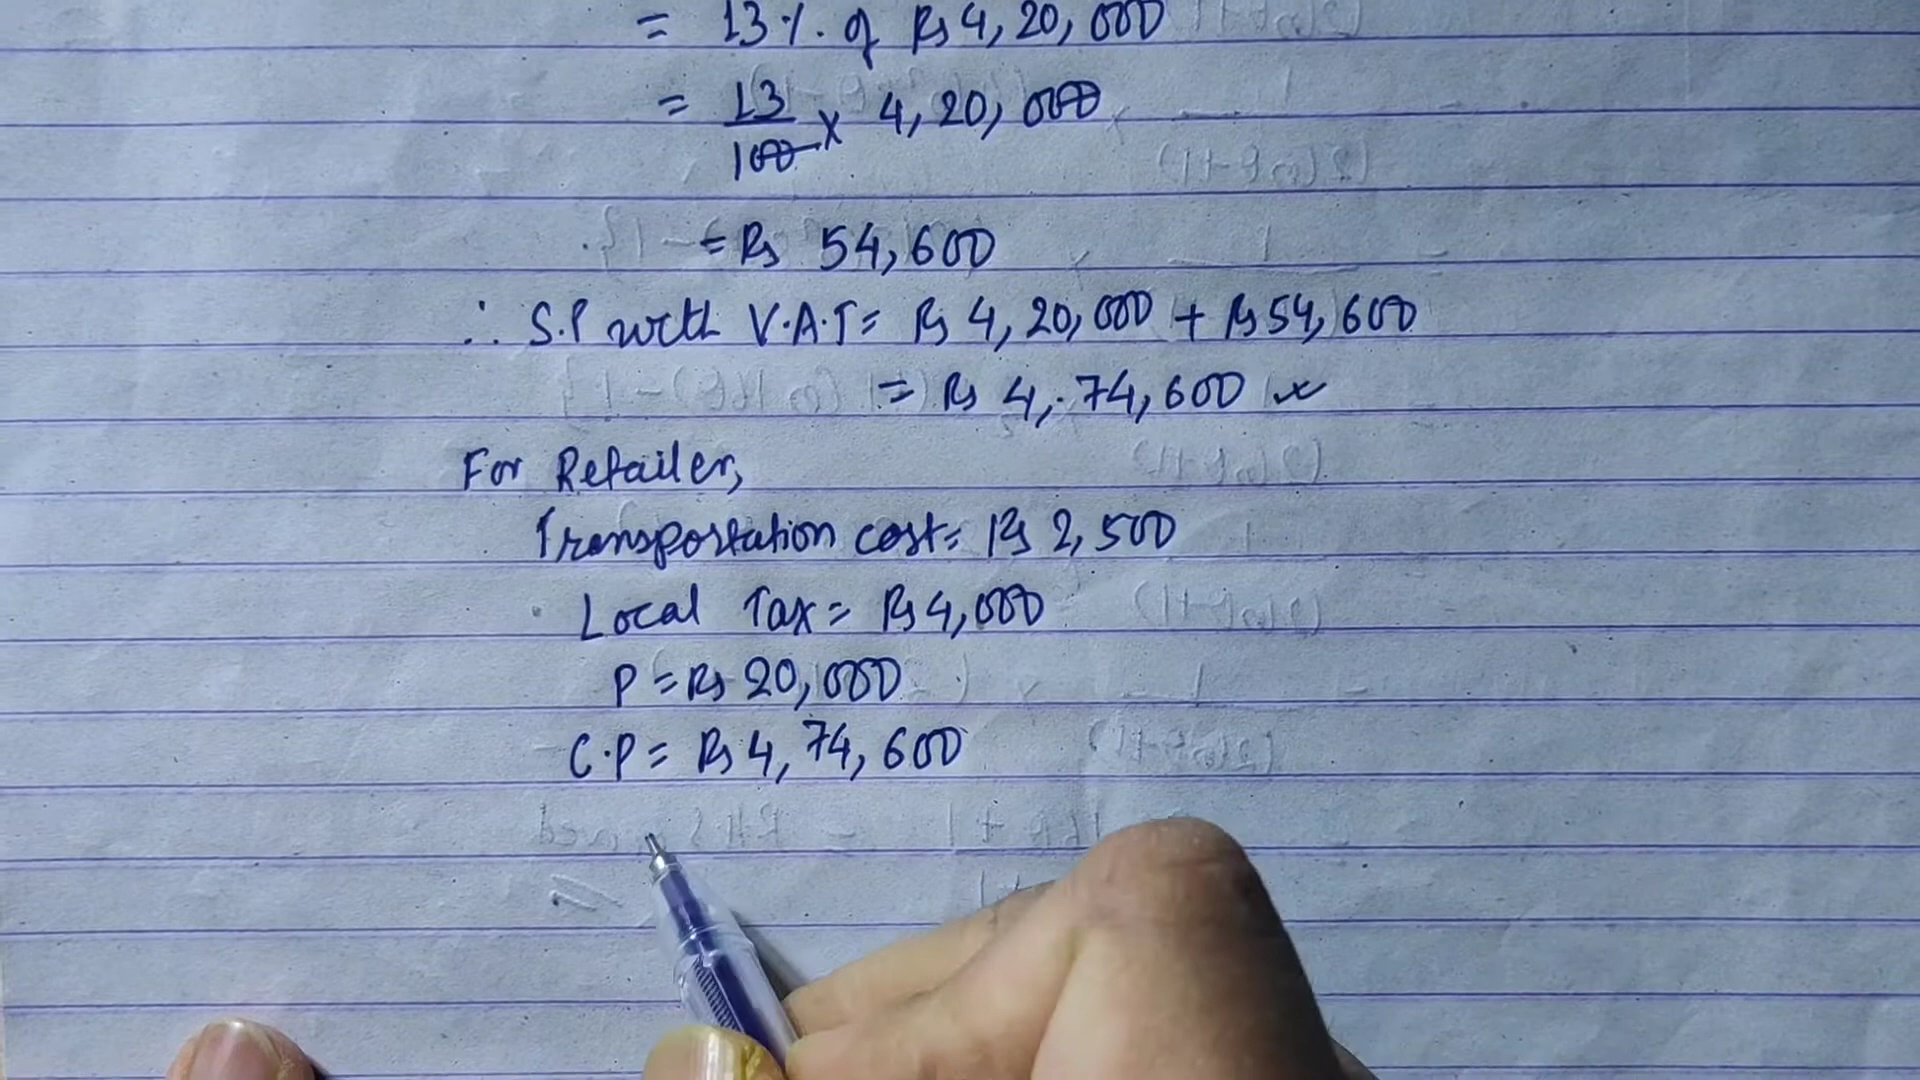 = 13%. of Rs 4,20,000
= 13/100 x 4,20,000
= Rs 54,600
∴ S.P with V.A.T = Rs 4,20,000 + Rs 54,600
= Rs 4,74,600
For Retailer,
Transportation cost = Rs 2,500
Local Tax = Rs 4,000
P = Rs 20,000
C.P = Rs 4,74,600